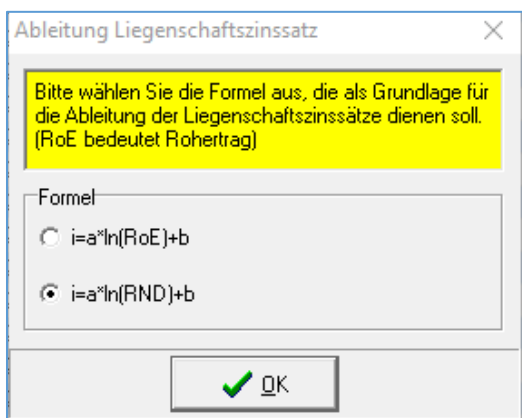 Ableitung Liegenschaftszinssatz
Bitte wählen Sie die Formel aus, die als Grundlage für
die Ableitung der Liegenschaftszinssätze dienen soll.
(RoE bedeutet Rohertrag)
Formel
i=a*ln(RoE)+b
i=a*ln(RND)+b
OK